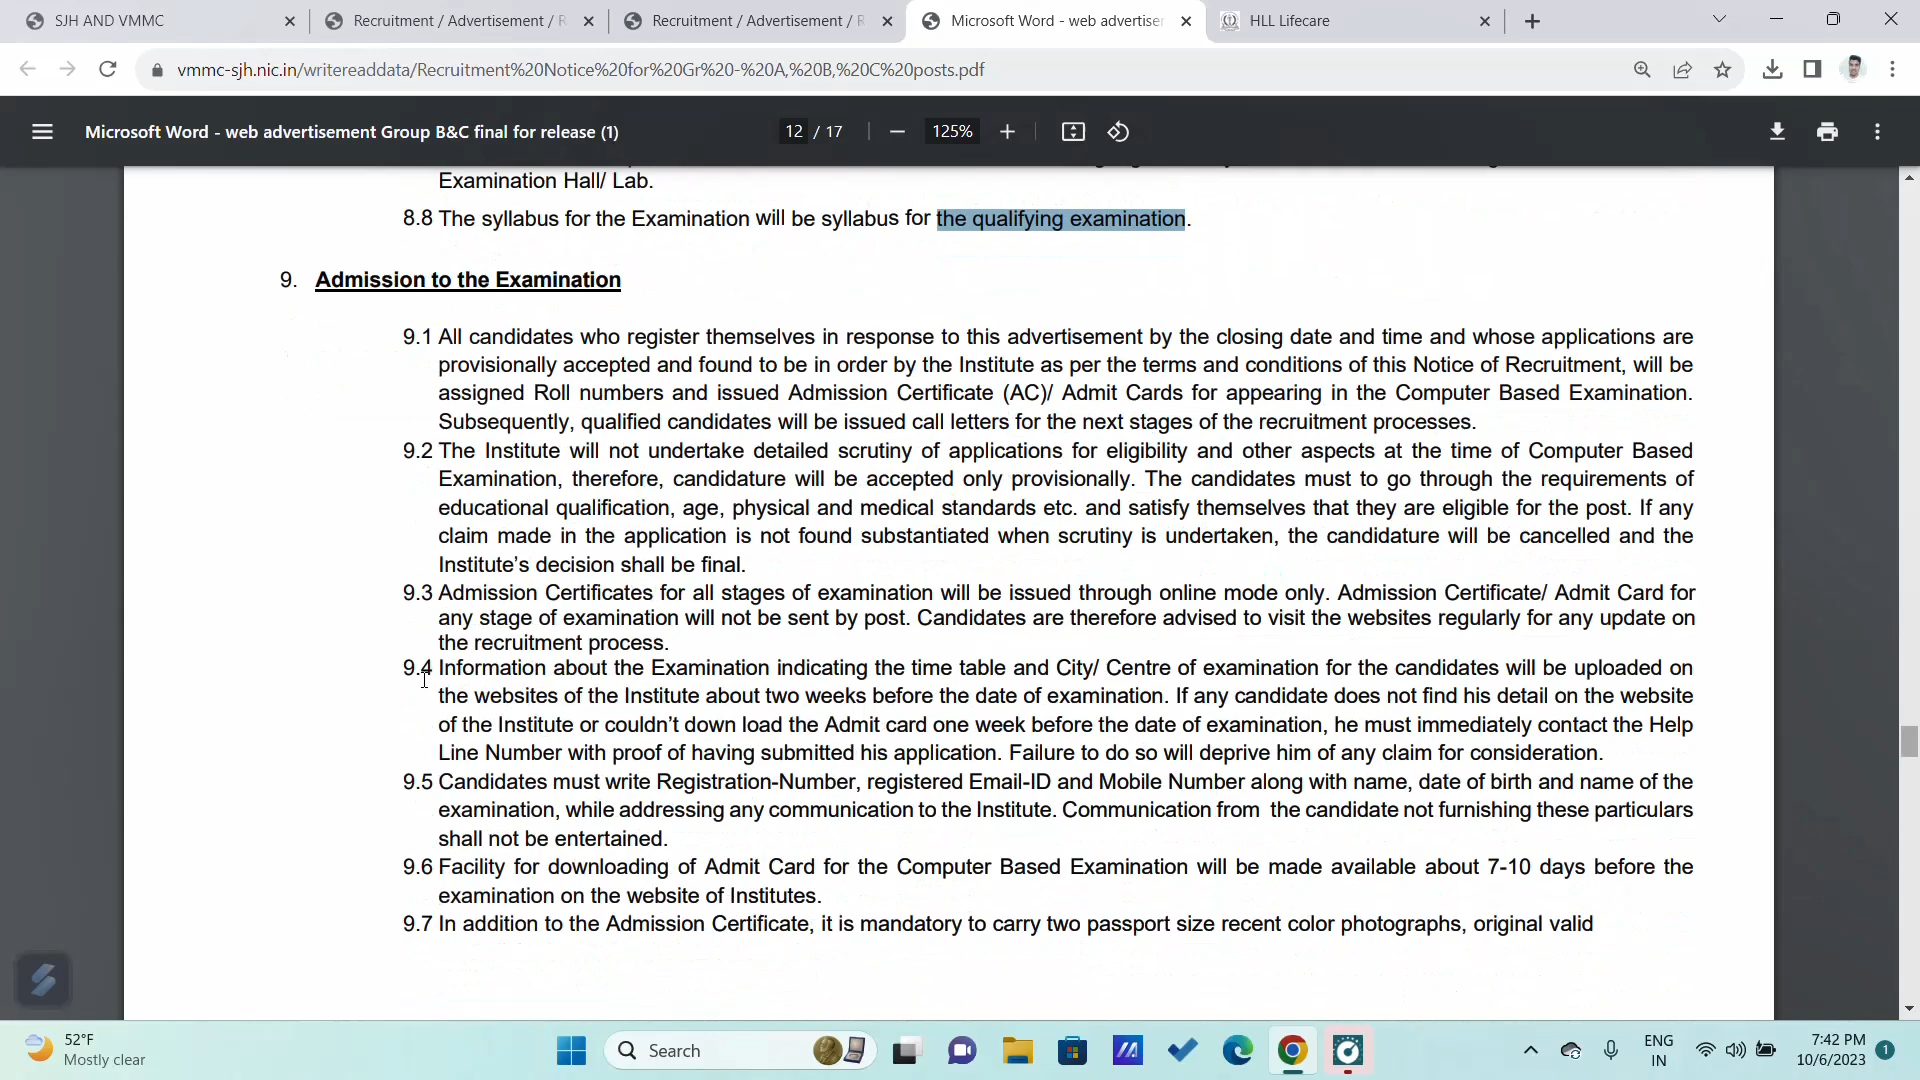 SJH AND VMMC
Recruitment / Advertisement / R
Recruitment / Advertisement / R
Microsoft Word - web advertiser
HLL Lifecare
vmmc-sjh.nic.in/writereaddata/Recruitment%20Notice%20for%20Gr%20-%20A,%20B,%20C%20posts.pdf
Microsoft Word - web advertisement Group B&C final for release (1)
12 / 17
125%
Examination Hall/ Lab.
8.8 The syllabus for the Examination will be syllabus for the qualifying examination.
9. Admission to the Examination
9.1 All candidates who register themselves in response to this advertisement by the closing date and time and whose applications are
provisionally accepted and found to be in order by the Institute as per the terms and conditions of this Notice of Recruitment, will be
assigned Roll numbers and issued Admission Certificate (AC)/ Admit Cards for appearing in the Computer Based Examination.
Subsequently, qualified candidates will be issued call letters for the next stages of the recruitment processes.
9.2 The Institute will not undertake detailed scrutiny of applications for eligibility and other aspects at the time of Computer Based
Examination, therefore, candidature will be accepted only provisionally. The candidates must to go through the requirements of
educational qualification, age, physical and medical standards etc. and satisfy themselves that they are eligible for the post. If any
claim made in the application is not found substantiated when scrutiny is undertaken, the candidature will be cancelled and the
Institute's decision shall be final.
9.3 Admission Certificates for all stages of examination will be issued through online mode only. Admission Certificate/ Admit Card for
any stage of examination will not be sent by post. Candidates are therefore advised to visit the websites regularly for any update on
the recruitment process.
9.4 Information about the Examination indicating the time table and City/ Centre of examination for the candidates will be uploaded on
the websites of the Institute about two weeks before the date of examination. If any candidate does not find his detail on the website
of the Institute or couldn't down load the Admit card one week before the date of examination, he must immediately contact the Help
Line Number with proof of having submitted his application. Failure to do so will deprive him of any claim for consideration.
9.5 Candidates must write Registration-Number, registered Email-ID and Mobile Number along with name, date of birth and name of the
examination, while addressing any communication to the Institute. Communication from the candidate not furnishing these particulars
shall not be entertained.
9.6 Facility for downloading of Admit Card for the Computer Based Examination will be made available about 7-10 days before the
examination on the website of Institutes.
9.7 In addition to the Admission Certificate, it is mandatory to carry two passport size recent color photographs, original valid
52°F
Mostly clear
Search
ENG
IN
7:42 PM
10/6/2023
1